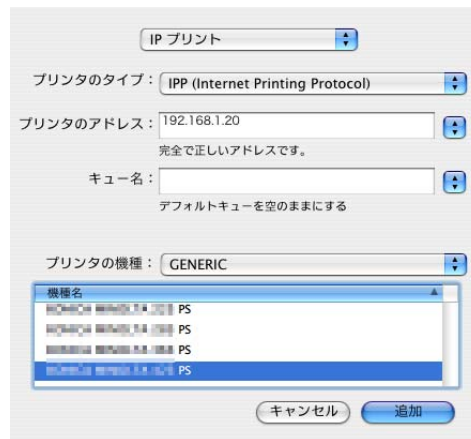 IP プリント
プリンタのタイプ： IPP (Internet Printing Protocol)
プリンタのアドレス： 192.168.1.20
完全で正しいアドレスです。
キュー名：
デフォルトキューを空のままにする
プリンタの機種： GENERIC
機種名
PS
PS
PS
PS
キャンセル 追加